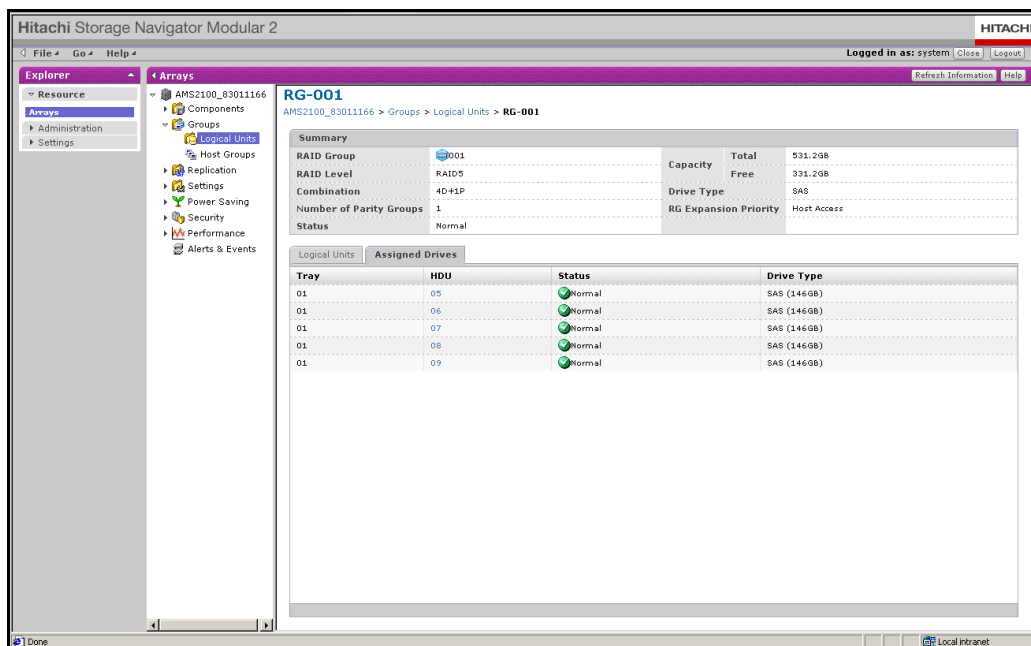 Hitachi Storage Navigator Modular 2
HITACHI
File Go Help
Logged in as: system Close Logout
Explorer
Arrays
Refresh Information Help
Resource
Arrays
Administration
Settings
AMS2100_83011166
Components
Groups
Logical Units
Host Groups
Replication
Settings
Power Saving
Security
Performance
Alerts & Events
RG-001
AMS2100_83011166 > Groups > Logical Units > RG-001
Summary
RAID Group 001 Capacity Total 531.2GB
RAID Level RAID5 Free 331.2GB
Combination 4D+1P Drive Type SAS
Number of Parity Groups 1 RG Expansion Priority Host Access
Status Normal
Logical Units Assigned Drives
Tray HDU Status Drive Type
01 05 Normal SAS (146GB)
01 06 Normal SAS (146GB)
01 07 Normal SAS (146GB)
01 08 Normal SAS (146GB)
01 09 Normal SAS (146GB)
Done Local intranet